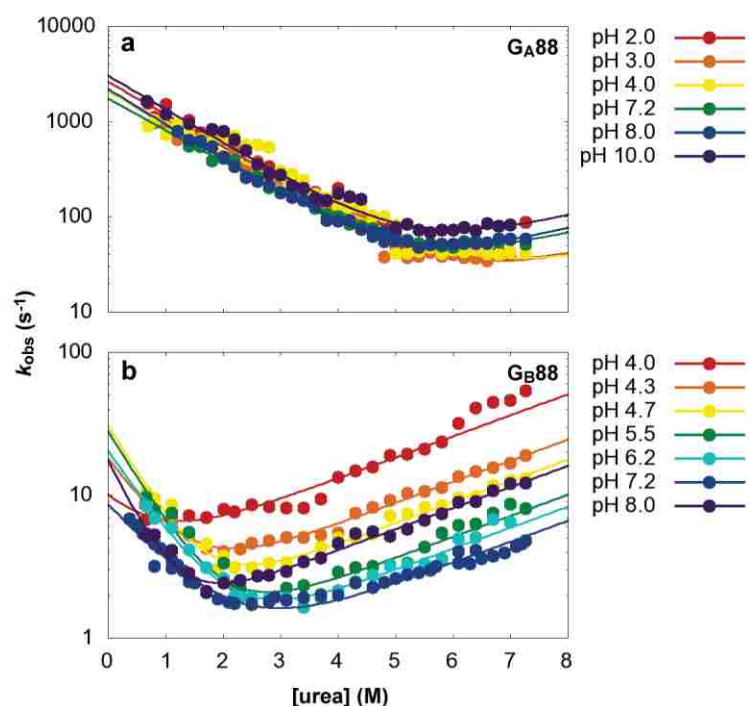 10000
1000
100
10
a
G_A88
pH 2.0
pH 3.0
pH 4.0
pH 7.2
pH 8.0
pH 10.0
k_obs (s⁻¹)
100
10
1
b
G_B88
pH 4.0
pH 4.3
pH 4.7
pH 5.5
pH 6.2
pH 7.2
pH 8.0
0 1 2 3 4 5 6 7 8
[urea] (M)